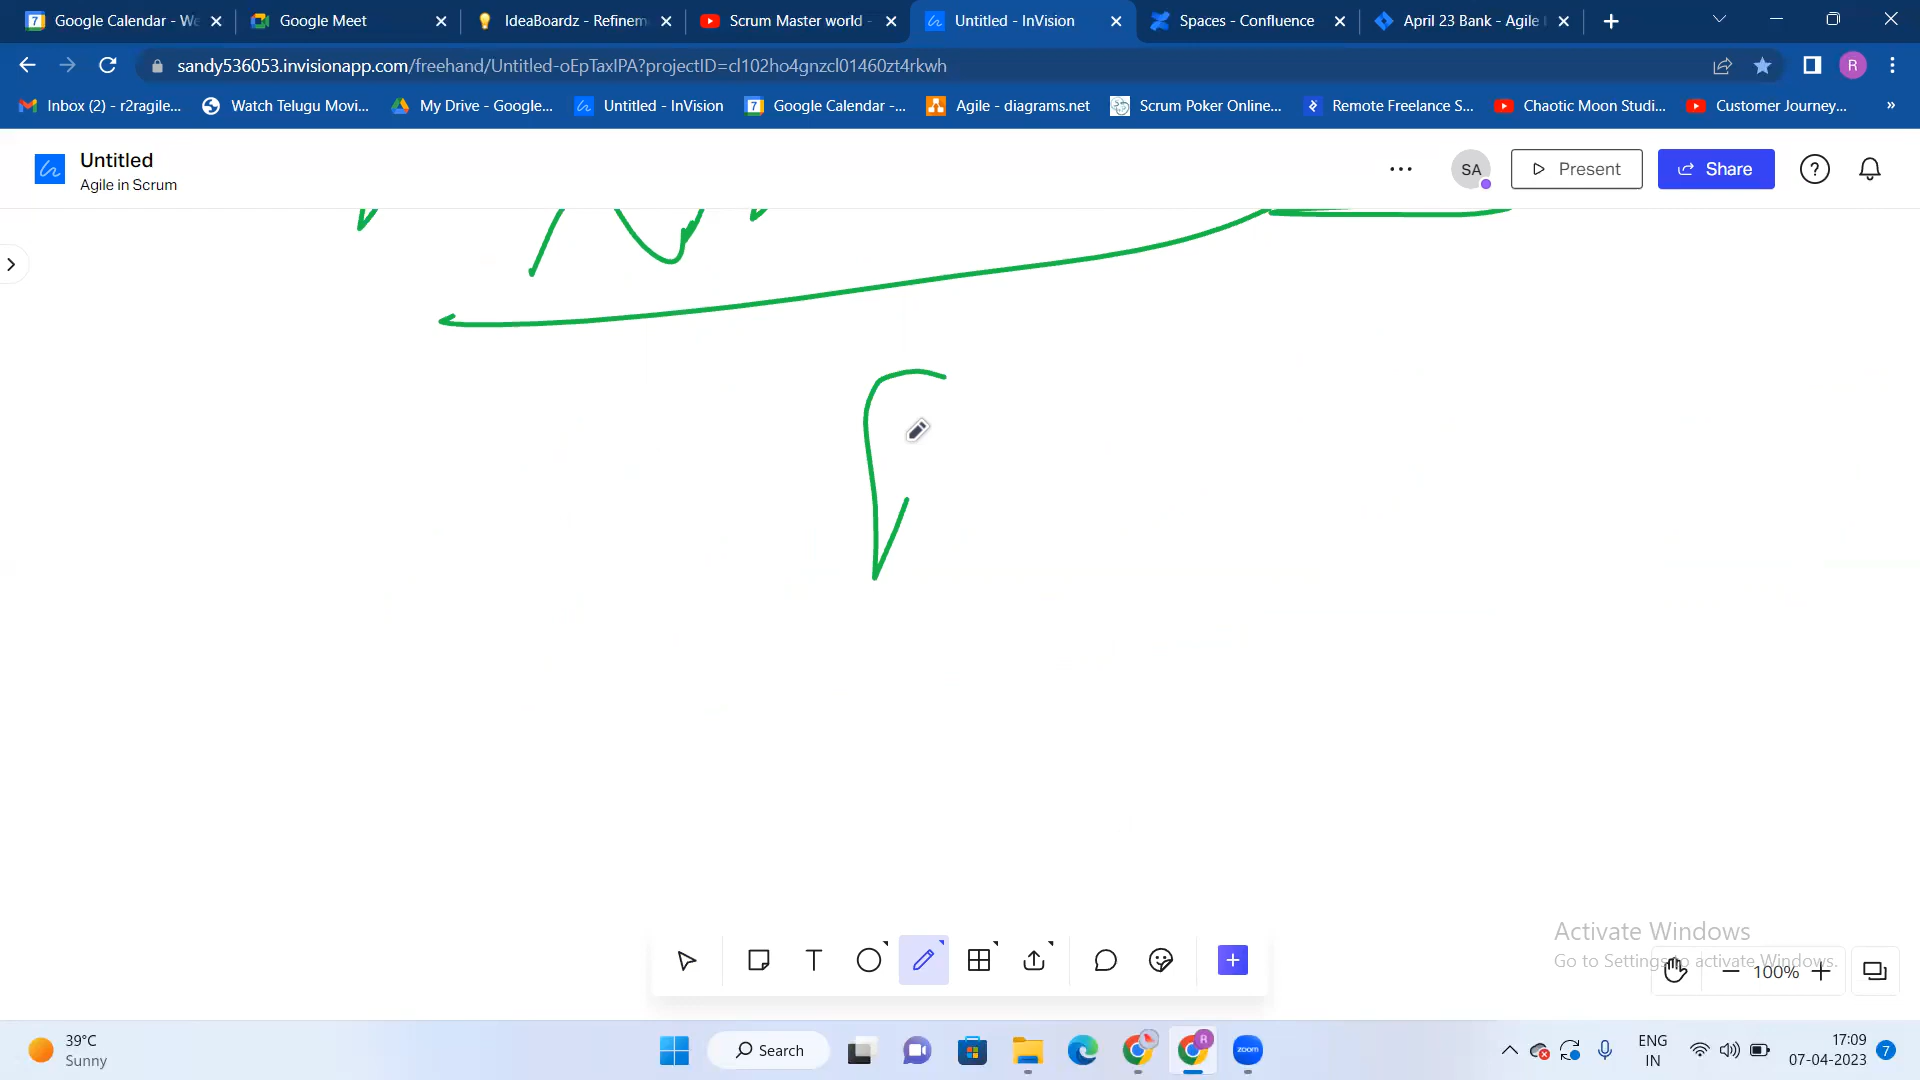 Google Calendar - We
Google Meet
IdeaBoardz - Refinem
Scrum Master world -
Untitled - InVision
Spaces - Confluence
April 23 Bank - Agile
sandy536053.invisionapp.com/freehand/Untitled-oEpTaxIPA?projectID=cl102ho4gnzcl01460zt4rkwh
R
Inbox (2) - r2ragile...
Watch Telugu Movi...
My Drive - Google...
Untitled - InVision
7
Google Calendar -...
Agile - diagrams.net
Scrum Poker Online...
Remote Freelance S...
Chaotic Moon Studi...
Customer Journey...
»
Untitled
Agile in Scrum
SA
Present
Share
Activate Windows
Go to Settings to activate Windows.
100%
39°C
Sunny
Search
R
zoom
ENG
IN
17:09
07-04-2023
7